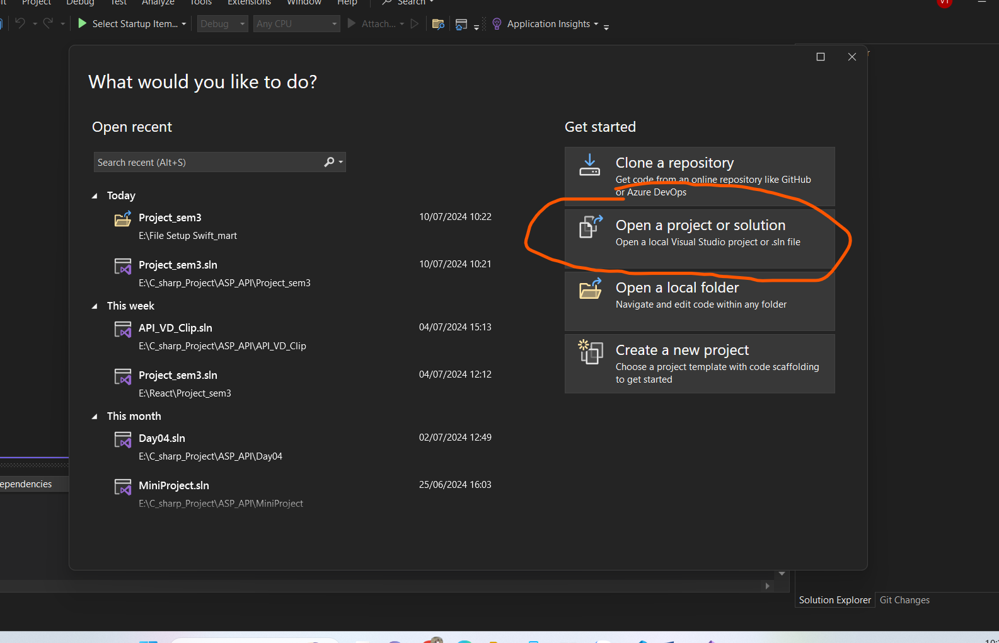 Project Debug Test Analyze Tools Extensions Window Help Search
Select Startup Item... Debug Any CPU Attach... Application Insights
What would you like to do?
Open recent
Search recent (Alt+S)
Today
Project_sem3 10/07/2024 10:22
E:\File Setup Swift_mart
Project_sem3.sln 10/07/2024 10:21
E:\C_sharp_Project\ASP_API\Project_sem3
This week
API_VD_Clip.sln 04/07/2024 15:13
E:\C_sharp_Project\ASP_API\API_VD_Clip
Project_sem3.sln 04/07/2024 12:12
E:\React\Project_sem3
This month
Day04.sln 02/07/2024 12:49
E:\C_sharp_Project\ASP_API\Day04
MiniProject.sln 25/06/2024 16:03
E:\C_sharp_Project\ASP_API\MiniProject
Get started
Clone a repository
Get code from an online repository like GitHub
or Azure DevOps
Open a project or solution
Open a local Visual Studio project or .sln file
Open a local folder
Navigate and edit code within any folder
Create a new project
Choose a project template with code scaffolding
to get started
ependencies
Solution Explorer Git Changes